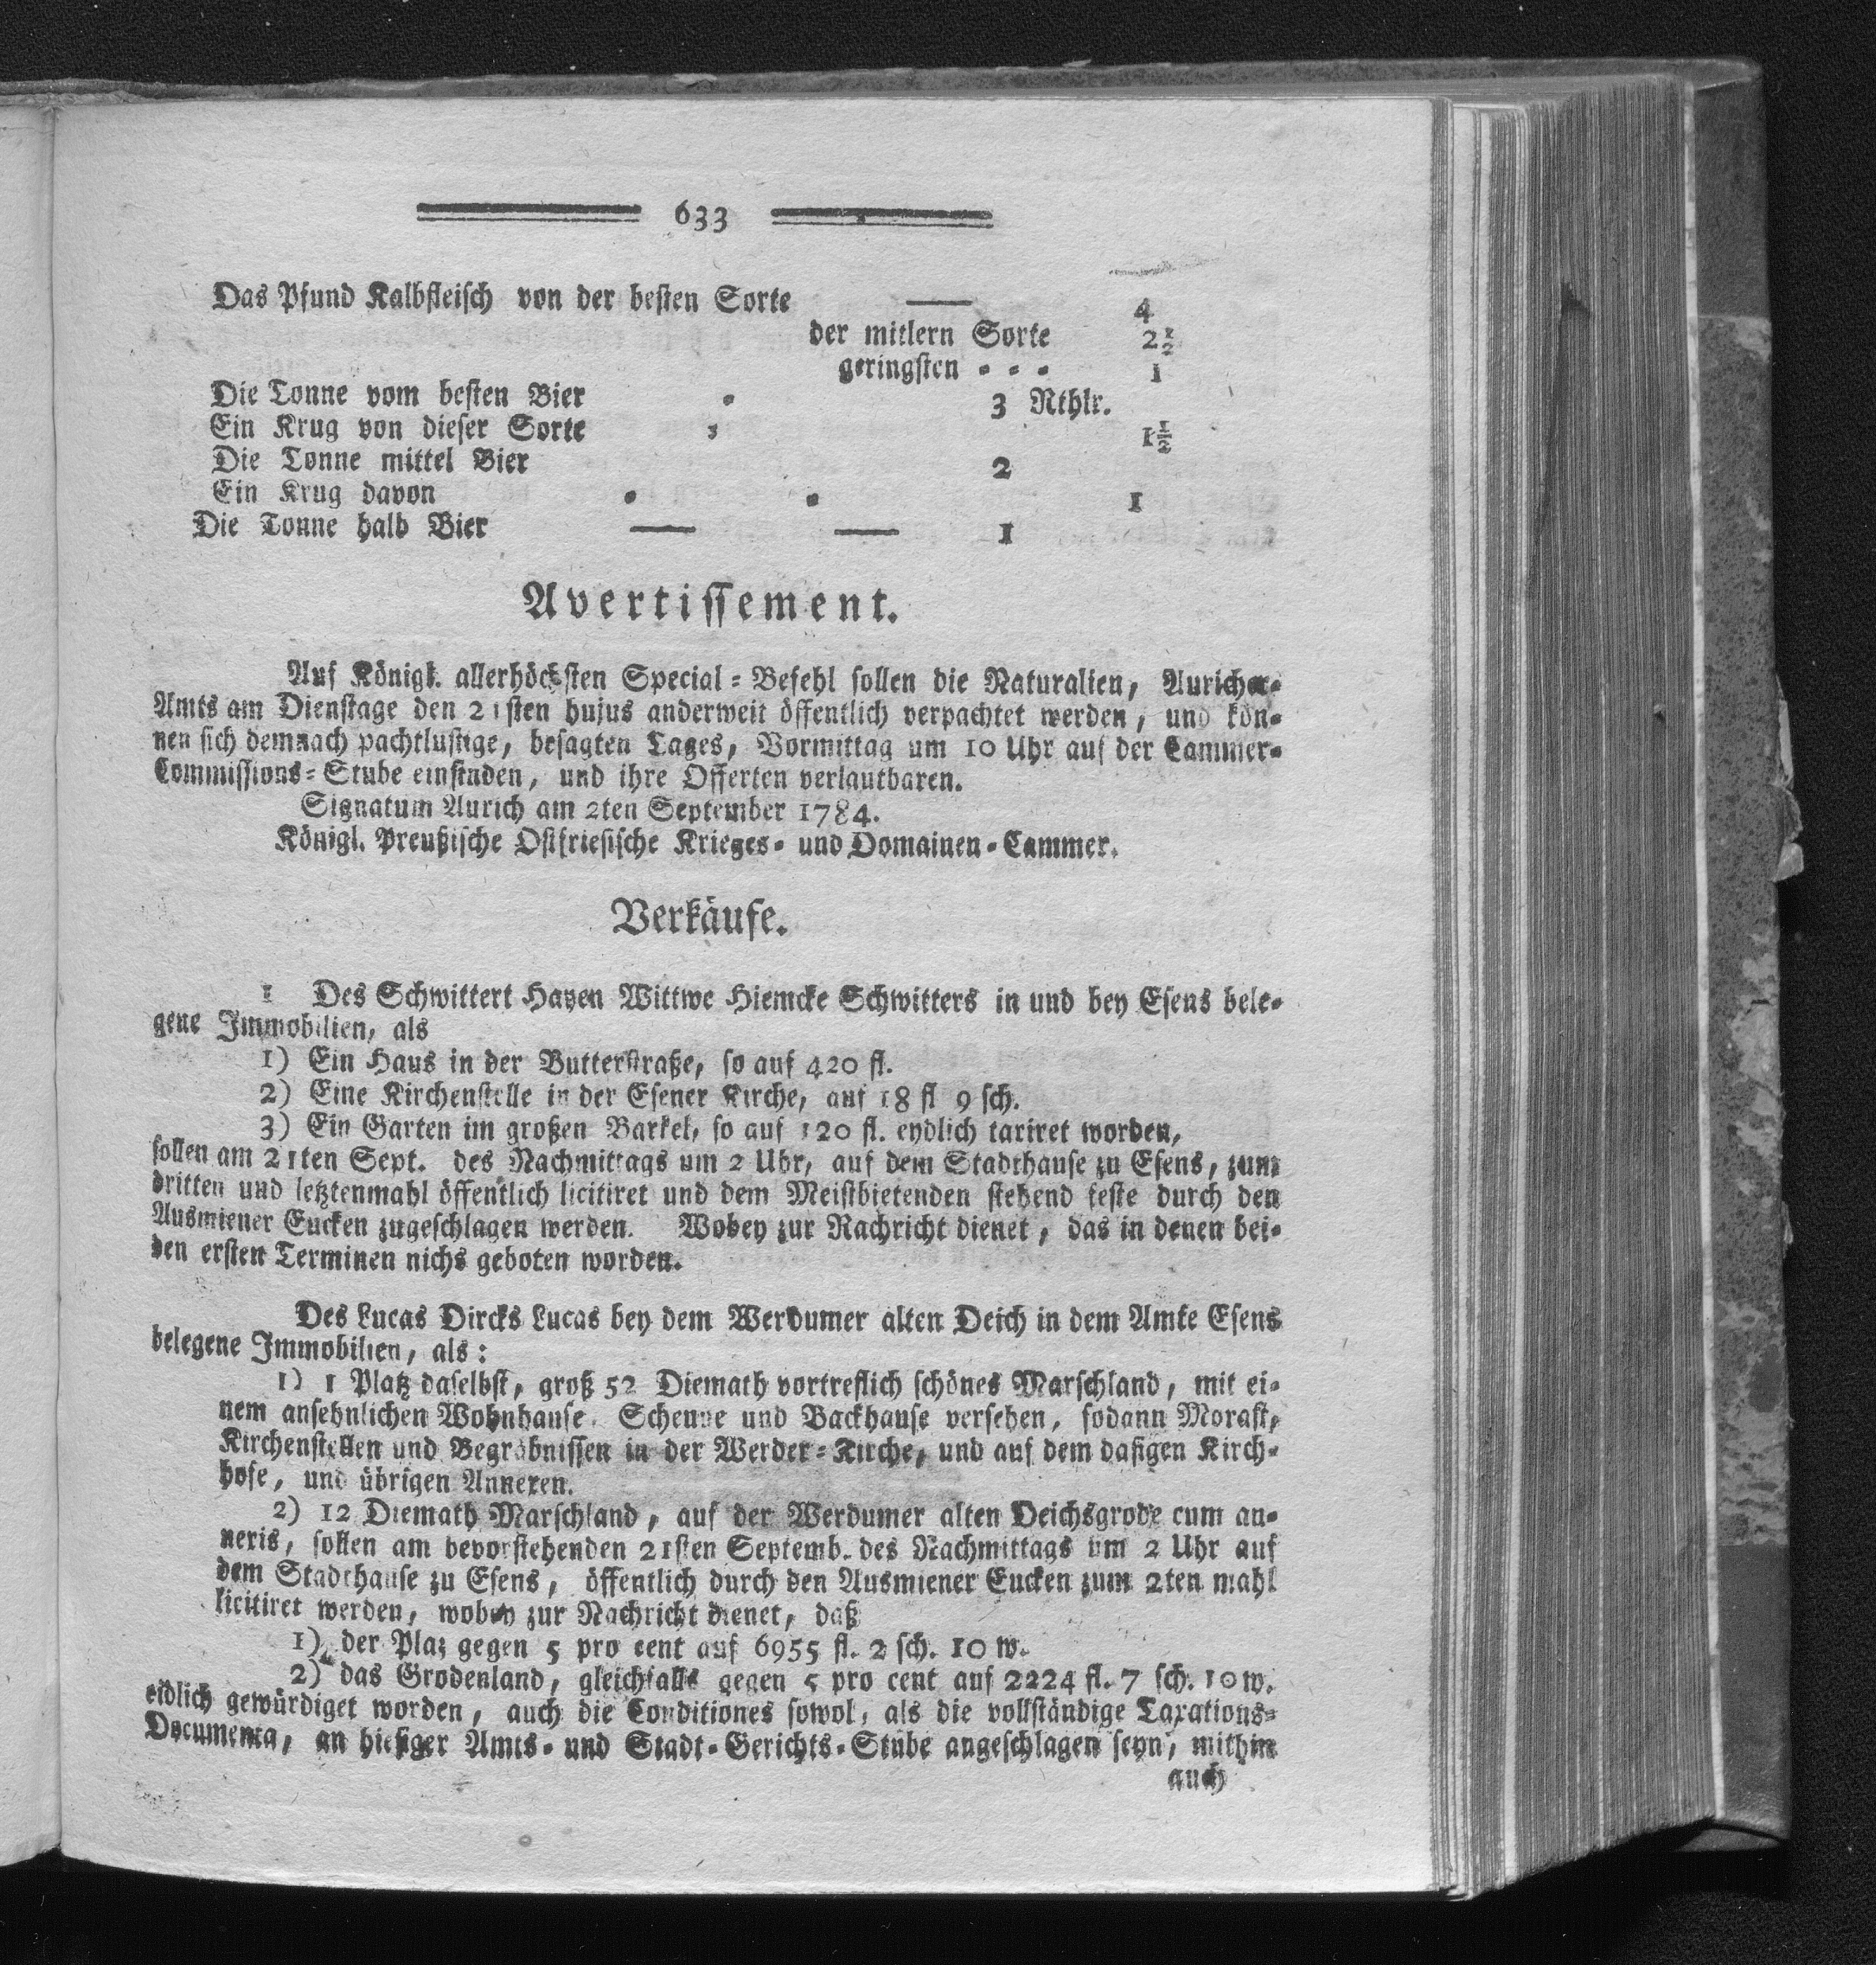 633
Das Pfund Kalbfleisch von der besten Sorte — 4
der mitlern Sorte 2 1/2
geringsten = = = 1
Die Tonne vom besten Bier = 3 Rthlr.
Ein Krug von dieser Sorte = 1 1/2
Die Tonne mittel Bier 2
Ein Krug davon = = 1
Die Tonne halb Bier — — 1
Avertissement.
Auf Königl. allerhöchsten Special-Befehl sollen die Naturalien, Auricher-
Amts am Dienstage den 21sten hujus anderweit öffentlich verpachtet werden, und kön-
nen sich demnach pachtlustige, besagten Tages, Vormittag um 10 Uhr auf der Cammer-
Commissions-Stube einfinden, und ihre Offerten verlautbaren.
Signatum Aurich am 2ten September 1784.
Königl. Preußische Ostfriesische Krieges- und Domainen-Cammer.
Verkäufe.
1 Des Schwittert Hayen Wittwe Hiemcke Schwitters in und bey Esens bele-
gene Immobilien, als
1) Ein Haus in der Butterstraße, so auf 420 fl.
2) Eine Kirchenstelle in der Esener Kirche, auf 18 fl 9 sch.
3) Ein Garten im großen Barkel, so auf 120 fl. eydlich tariret worden,
sollen am 21ten Sept. des Nachmittags um 2 Uhr, auf dem Stadthause zu Esens, zum
dritten und letztenmahl öffentlich licitiret und dem Meistbietenden stehend feste durch den
Ausmiener Eucken zugeschlagen werden. Wobey zur Nachricht dienet, das in denen bei-
den ersten Terminen nichs geboten worden.
Des Lucas Dircks Lucas bey dem Werdumer alten Deich in dem Amte Esens
belegene Immobilien, als:
1) 1 Platz daselbst, groß 52 Diemath vortreflich schönes Marschland, mit ei-
nem ansehnlichen Wohnhause, Scheune und Backhause versehen, sodann Morast,
Kirchenstellen und Begräbnissen in der Werder-Kirche, und auf dem dasigen Kirch-
hofe, und übrigen Annexen.
2) 12 Diemath Marschland, auf der Werdumer alten Deichsgrode cum an-
nexis, sollen am bevorstehenden 21sten Septemb. des Nachmittags um 2 Uhr auf
dem Stadthause zu Esens, öffentlich durch den Ausmiener Eucken zum 2ten mahl
licitiret werden, wobey zur Nachricht dienet, daß
1) der Plaz gegen 5 pro cent auf 6955 fl. 2 sch. 10 w.
2) das Grodenland, gleichfalls gegen 5 pro cent auf 2224 fl. 7 sch. 10 w.
eidlich gewürdiget worden, auch die Conditiones sowol, als die vollständige Taxations-
Documenta, an hiesiger Amts- und Stadt-Gerichts-Stube angeschlagen seyn, mithin
auch